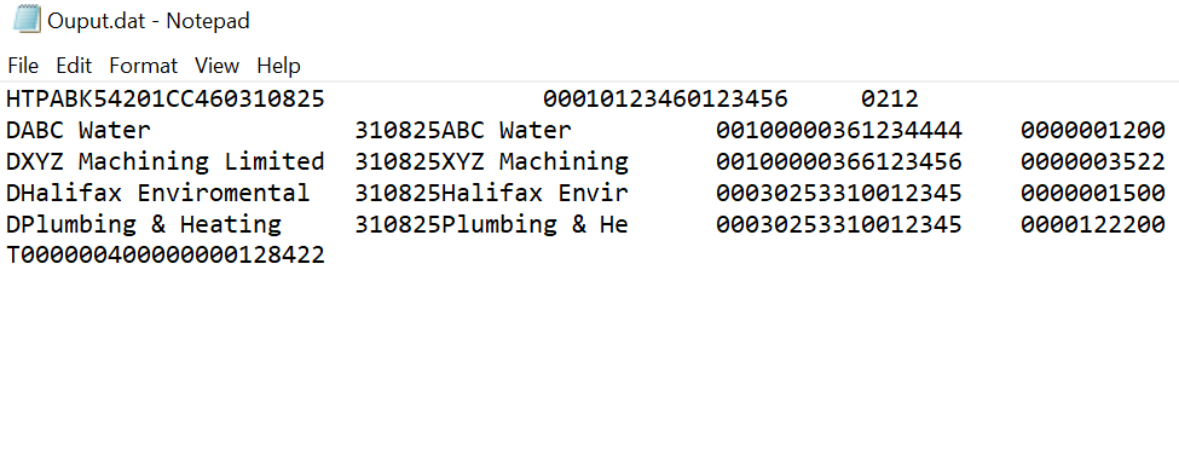 Ouput.dat - Notepad
File Edit Format View Help
HTPABK54201CC460310825               00010123460123456     0212
DABC Water              310825ABC Water          00100000361234444    0000001200
DXYZ Machining Limited  310825XYZ Machining      00100000366123456    0000003522
DHalifax Enviromental   310825Halifax Envir      00030253310012345    0000001500
DPlumbing & Heating     310825Plumbing & He      00030253310012345    0000122200
T000000400000000128422